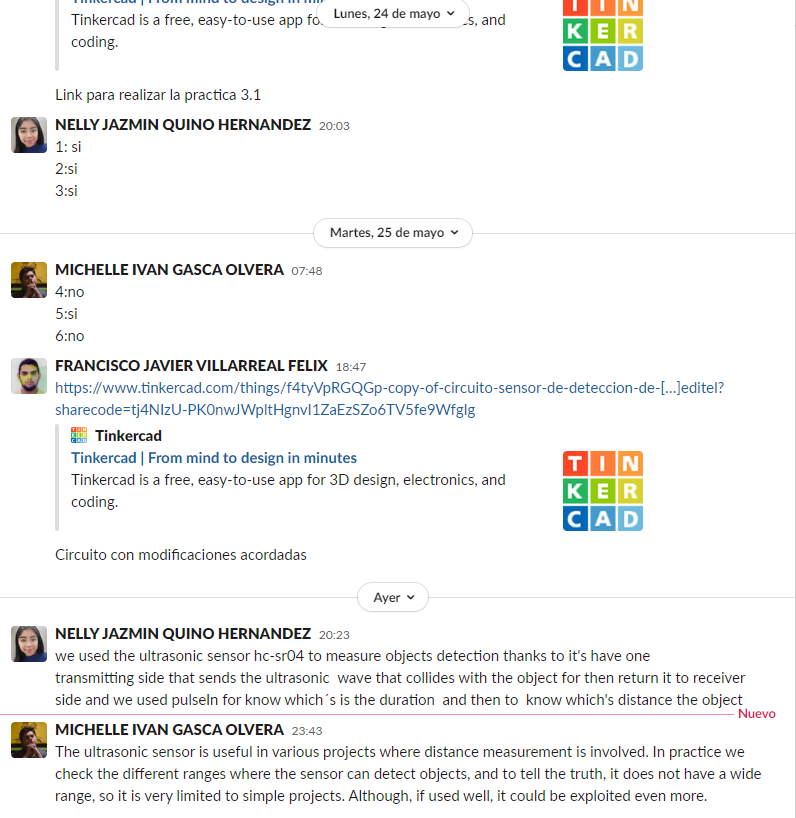 Tinkercad | From mind to design in min
Lunes, 24 de mayo
Tinkercad is a free, easy-to-use app fo s, and
coding.
TIN
KER
CAD
Link para realizar la practica 3.1
NELLY JAZMIN QUINO HERNANDEZ 20:03
1: si
2:si
3:si
Martes, 25 de mayo
MICHELLE IVAN GASCA OLVERA 07:48
4:no
5:si
6:no
FRANCISCO JAVIER VILLARREAL FELIX 18:47
https://www.tinkercad.com/things/f4tyVpRGQGp-copy-of-circuito-sensor-de-deteccion-de-[...]editel?
sharecode=tj4NIzU-PK0nwJWpltHgnvI1ZaEzSZo6TV5fe9WfgIg
Tinkercad
Tinkercad | From mind to design in minutes
Tinkercad is a free, easy-to-use app for 3D design, electronics, and
coding.
TIN
KER
CAD
Circuito con modificaciones acordadas
Ayer
NELLY JAZMIN QUINO HERNANDEZ 20:23
we used the ultrasonic sensor hc-sr04 to measure objects detection thanks to it's have one
transmitting side that sends the ultrasonic wave that collides with the object for then return it to receiver
side and we used pulseIn for know which´s is the duration and then to know which's distance the object
Nuevo
MICHELLE IVAN GASCA OLVERA 23:43
The ultrasonic sensor is useful in various projects where distance measurement is involved. In practice we
check the different ranges where the sensor can detect objects, and to tell the truth, it does not have a wide
range, so it is very limited to simple projects. Although, if used well, it could be exploited even more.